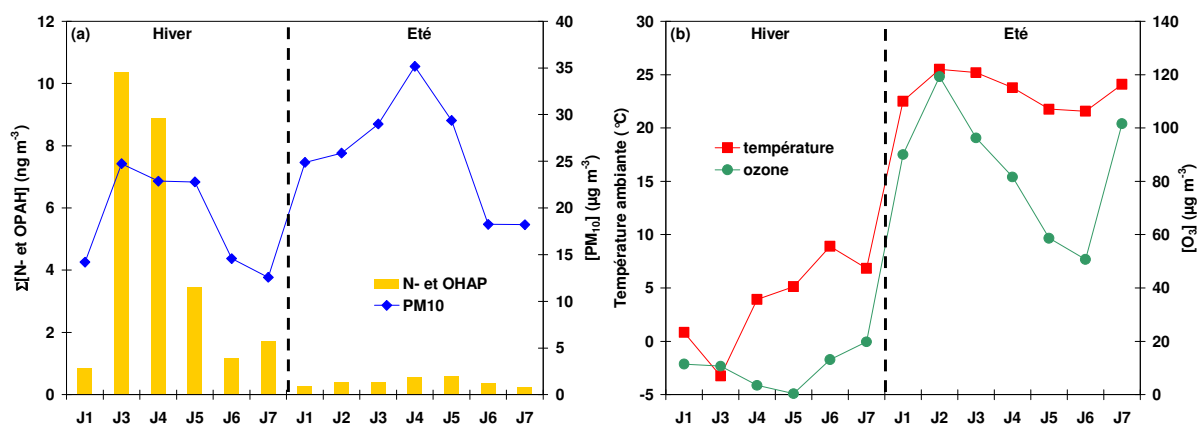 (a)
Hiver
Eté
12
10
8
6
4
2
0
Σ[N- et OPAH] (ng m-3)
40
35
30
25
20
15
10
5
0
[PM10] (µg m-3)
N- et OHAP
PM10
J1 J3 J4 J5 J6 J7 J1 J2 J3 J4 J5 J6 J7
(b)
Hiver
Eté
30
25
20
15
10
5
0
-5
Température ambiante (°C)
140
120
100
80
60
40
20
0
[O3] (µg m-3)
température
ozone
J1 J3 J4 J5 J6 J7 J1 J2 J3 J4 J5 J6 J7